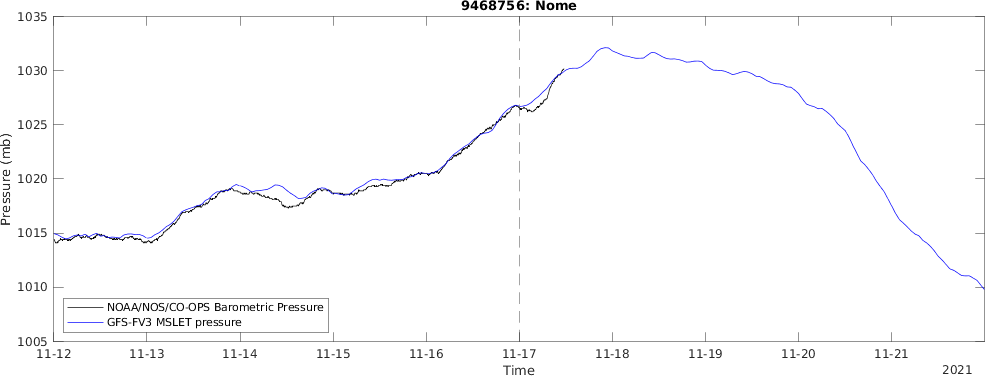 9468756: Nome
1035
1030
1025
1020
1015
1010
1005
Pressure (mb)
NOAA/NOS/CO-OPS Barometric Pressure
GFS-FV3 MSLET pressure
11-12 11-13 11-14 11-15 11-16 11-17 11-18 11-19 11-20 11-21
Time
2021